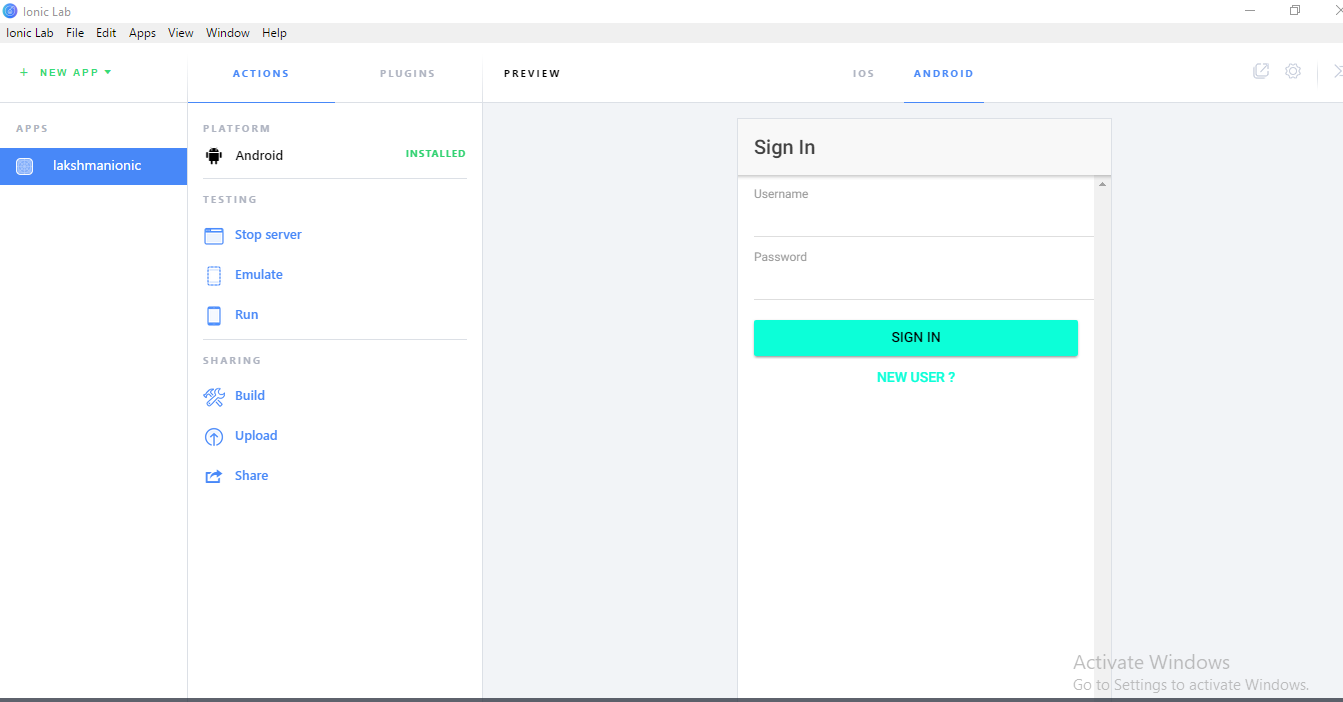 Ionic Lab
Ionic Lab File Edit Apps View Window Help
+ NEW APP
ACTIONS PLUGINS
PREVIEW
IOS ANDROID
APPS
lakshmanionic
PLATFORM
Android INSTALLED
TESTING
Stop server
Emulate
Run
SHARING
Build
Upload
Share
Sign In
Username
Password
SIGN IN
NEW USER ?
Activate Windows
Go to Settings to activate Windows.